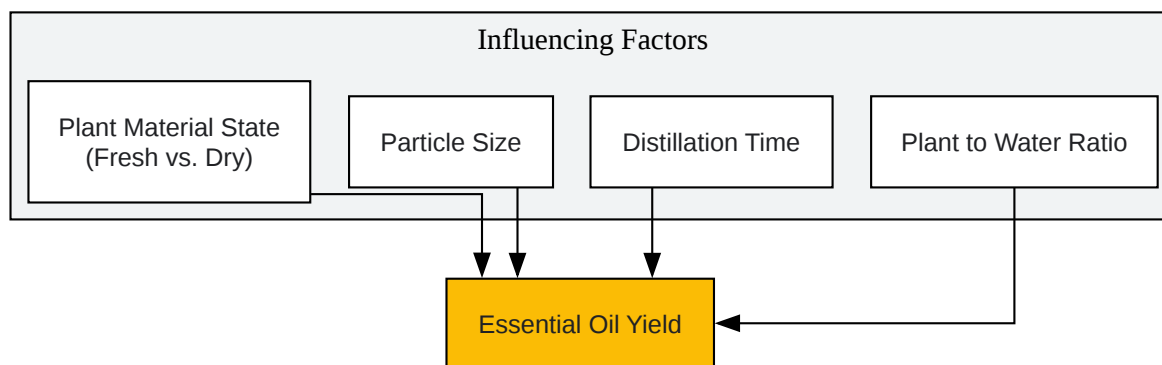 Influencing Factors
Plant Material State
(Fresh vs. Dry)
Particle Size
Distillation Time
Plant to Water Ratio
Essential Oil Yield